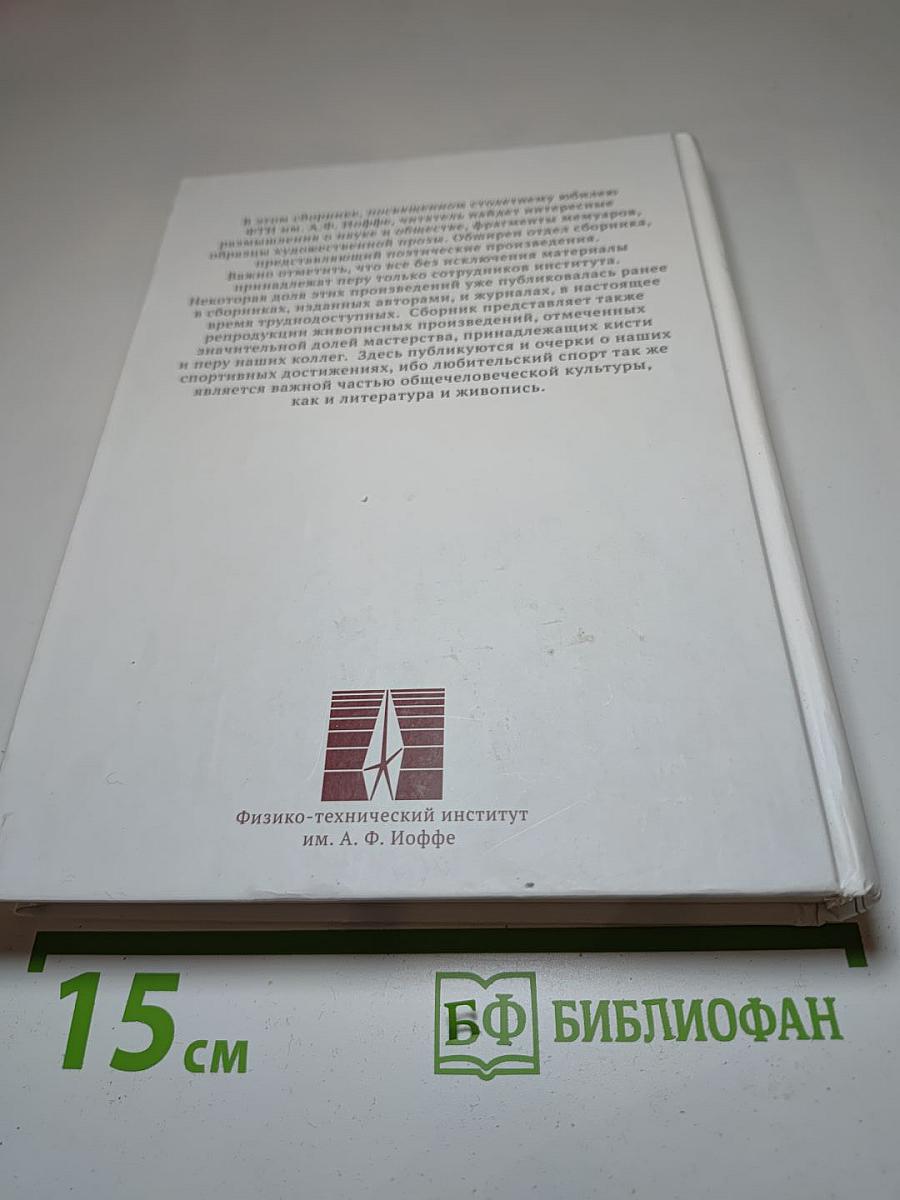 В этом сборнике, посвященном столетнему юбилею
ФТИ им. А.Ф. Иоффе, читатель найдет интересные
размышления о науке и обществе, фрагменты мемуаров,
образцы художественной прозы. Обширен отдел сборника,
представляющий поэтические произведения.
Важно отметить, что все без исключения материалы
принадлежат перу только сотрудников института.
Некоторая доля этих произведений уже публиковалась ранее
в сборниках, изданных авторами, и журналах, в настоящее
время труднодоступных. Сборник представляет также
репродукции живописных произведений, отмеченных
значительной долей мастерства, принадлежащих кисти
и перу наших коллег. Здесь публикуются и очерки о наших
спортивных достижениях, ибо любительский спорт так же
является важной частью общечеловеческой культуры,
как и литература и живопись.
Физико-технический институт
им. А. Ф. Иоффе
15 см
БФ БИБЛИОФАН